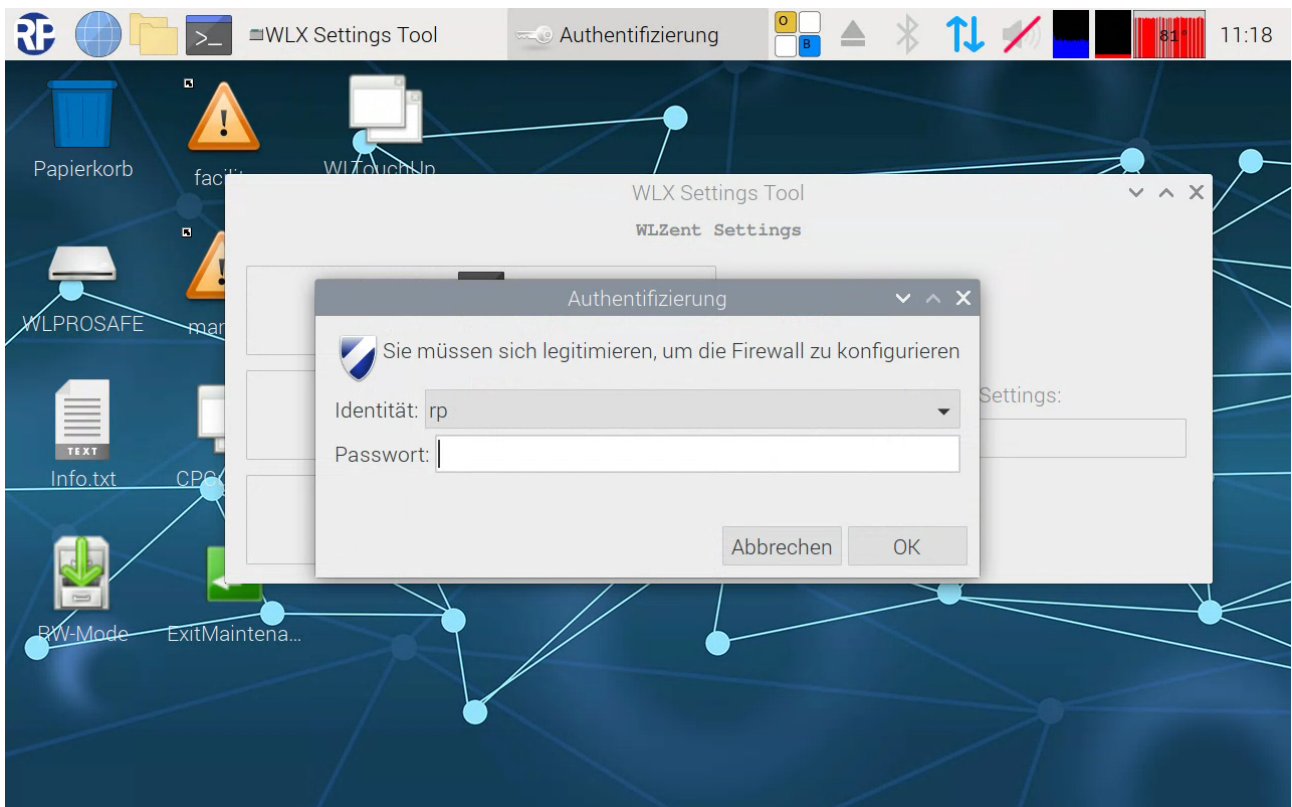 RP
>_
WLX Settings Tool
Authentifizierung
O
B
81°
11:18
Papierkorb
WLTouchUp
WLX Settings Tool
WLZent Settings
WLPROSAFE
Authentifizierung
Sie müssen sich legitimieren, um die Firewall zu konfigurieren
Identität: rp
Settings:
Passwort:
TEXT
Info.txt
Abbrechen
OK
RW-Mode
ExitMaintena...